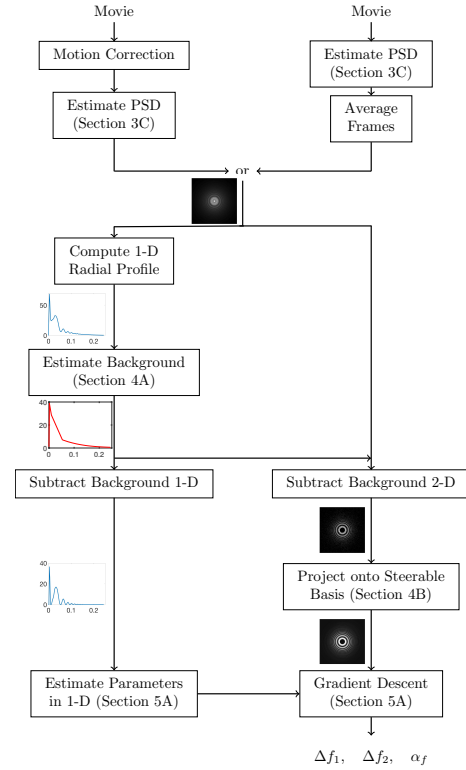 Movie
Movie
Motion Correction
Estimate PSD
(Section 3C)
Estimate PSD
(Section 3C)
Average
Frames
or
Compute 1-D
Radial Profile
50
0
0
0.1
0.2
Estimate Background
(Section 4A)
40
20
0
0
0.1
0.2
Subtract Background 1-D
Subtract Background 2-D
40
20
0
0
0.1
0.2
Project onto Steerable
Basis (Section 4B)
Estimate Parameters
in 1-D (Section 5A)
Gradient Descent
(Section 5A)
Δf₁, Δf₂, α_f